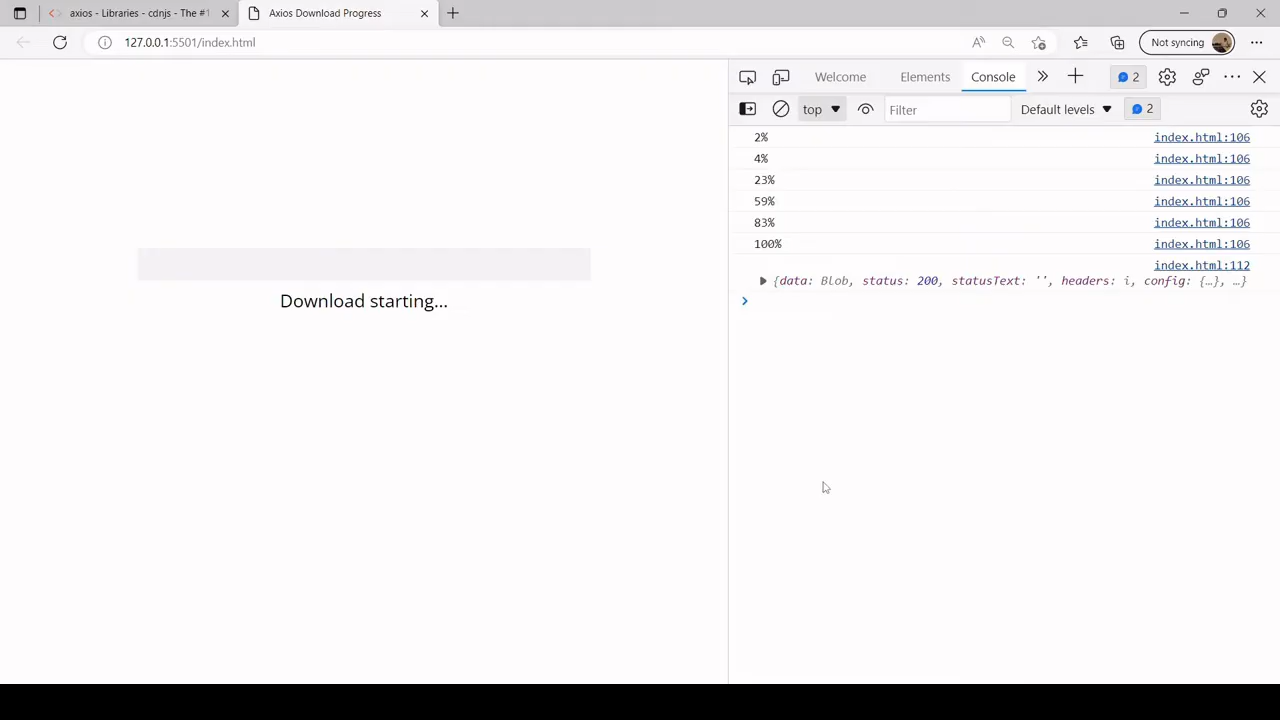 axios - Libraries - cdnjs - The #1
Axios Download Progress
127.0.0.1:5501/index.html
Not syncing
Welcome
Elements
Console
2
top
Filter
Default levels
2
2% index.html:106
4% index.html:106
23% index.html:106
59% index.html:106
83% index.html:106
100% index.html:106
index.html:112
{data: Blob, status: 200, statusText: '', headers: i, config: {…}, …}
Download starting...